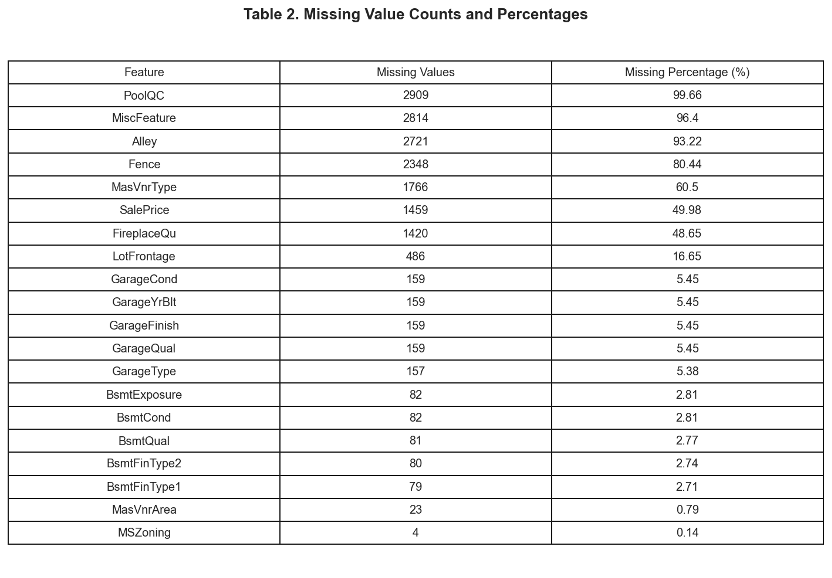 Table 2. Missing Value Counts and Percentages
Feature Missing Values Missing Percentage (%)
PoolQC 2909 99.66
MiscFeature 2814 96.4
Alley 2721 93.22
Fence 2348 80.44
MasVnrType 1766 60.5
SalePrice 1459 49.98
FireplaceQu 1420 48.65
LotFrontage 486 16.65
GarageCond 159 5.45
GarageYrBlt 159 5.45
GarageFinish 159 5.45
GarageQual 159 5.45
GarageType 157 5.38
BsmtExposure 82 2.81
BsmtCond 82 2.81
BsmtQual 81 2.77
BsmtFinType2 80 2.74
BsmtFinType1 79 2.71
MasVnrArea 23 0.79
MSZoning 4 0.14